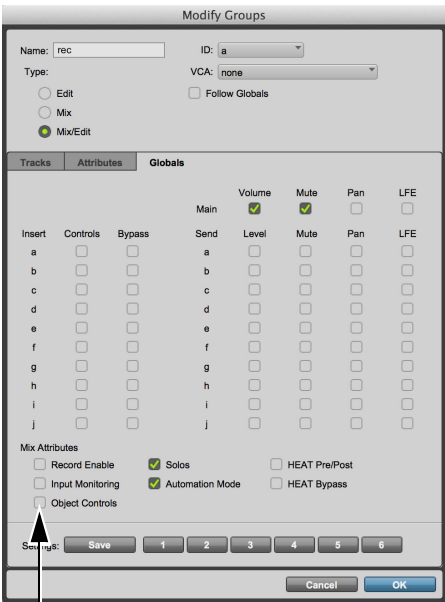 Modify Groups
Name: rec ID: a
Type: VCA: none
Edit Follow Globals
Mix
Mix/Edit
Tracks Attributes Globals
Volume Mute Pan LFE
Main
Insert Controls Bypass Send Level Mute Pan LFE
a a
b b
c c
d d
e e
f f
g g
h h
i i
j j
Mix Attributes
Record Enable Solos HEAT Pre/Post
Input Monitoring Automation Mode HEAT Bypass
Object Controls
Settings: Save 1 2 3 4 5 6
Cancel OK